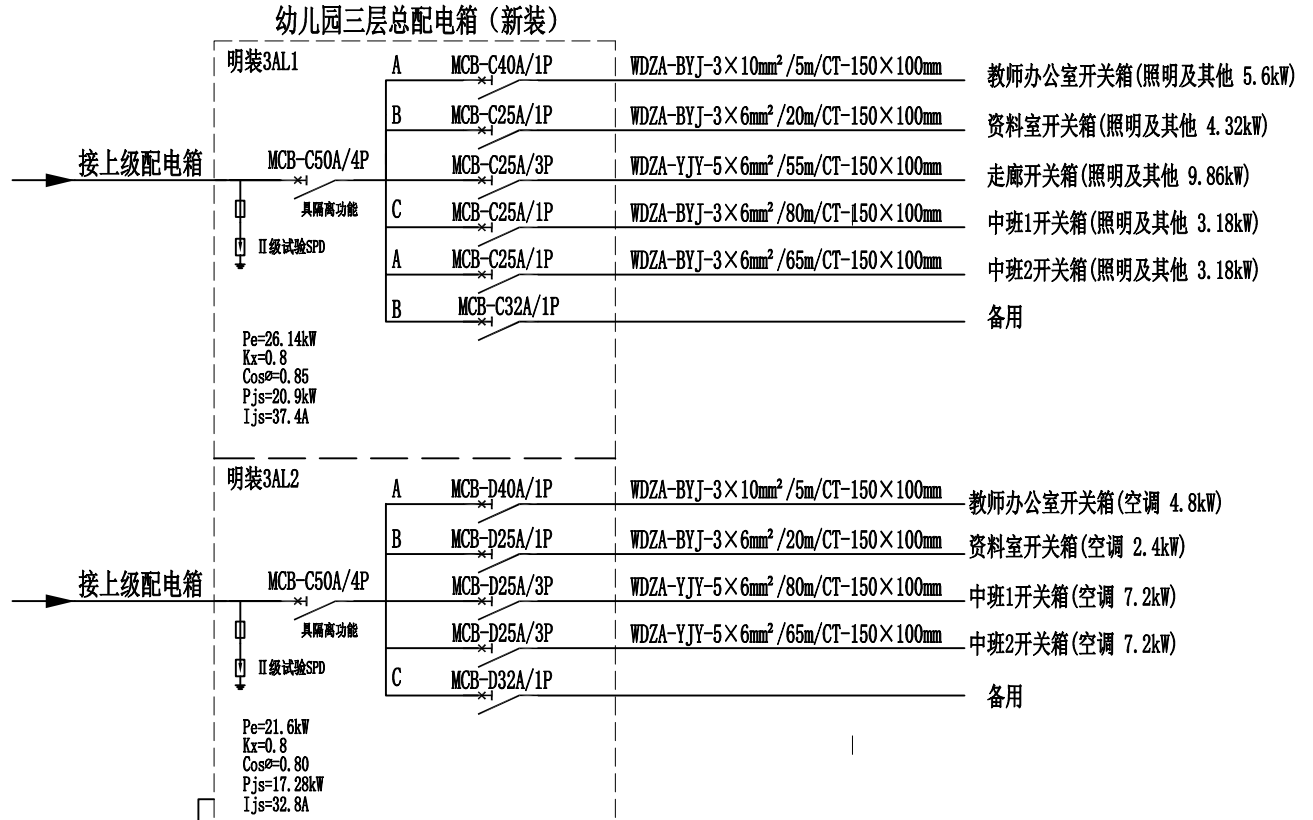 幼儿园三层总配电箱（新装）
明装3AL1
接上级配电箱
MCB-C50A/4P
具隔离功能
Ⅱ级试验SPD
A MCB-C40A/1P WDZA-BYJ-3×10mm²/5m/CT-150×100mm 教师办公室开关箱(照明及其他 5.6kW)
B MCB-C25A/1P WDZA-BYJ-3×6mm²/20m/CT-150×100mm 资料室开关箱(照明及其他 4.32kW)
MCB-C25A/3P WDZA-YJY-5×6mm²/55m/CT-150×100mm 走廊开关箱(照明及其他 9.86kW)
C MCB-C25A/1P WDZA-BYJ-3×6mm²/80m/CT-150×100mm 中班1开关箱(照明及其他 3.18kW)
A MCB-C25A/1P WDZA-BYJ-3×6mm²/65m/CT-150×100mm 中班2开关箱(照明及其他 3.18kW)
B MCB-C32A/1P 备用
Pe=26.14kW
Kx=0.8
Cosø=0.85
Pjs=20.9kW
Ijs=37.4A
明装3AL2
接上级配电箱
MCB-C50A/4P
具隔离功能
Ⅱ级试验SPD
A MCB-D40A/1P WDZA-BYJ-3×10mm²/5m/CT-150×100mm 教师办公室开关箱(空调 4.8kW)
B MCB-D25A/1P WDZA-BYJ-3×6mm²/20m/CT-150×100mm 资料室开关箱(空调 2.4kW)
MCB-D25A/3P WDZA-YJY-5×6mm²/80m/CT-150×100mm 中班1开关箱(空调 7.2kW)
MCB-D25A/3P WDZA-YJY-5×6mm²/65m/CT-150×100mm 中班2开关箱(空调 7.2kW)
C MCB-D32A/1P 备用
Pe=21.6kW
Kx=0.8
Cosø=0.80
Pjs=17.28kW
Ijs=32.8A